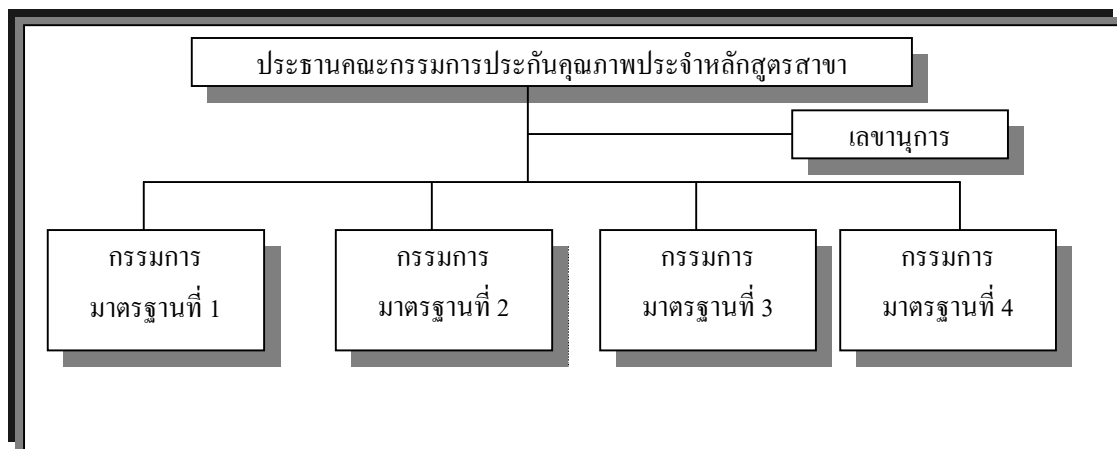 ประธานคณะกรรมการประกันคุณภาพประจำหลักสูตรสาขา
เลขานุการ
กรรมการ
มาตรฐานที่ 1
กรรมการ
มาตรฐานที่ 2
กรรมการ
มาตรฐานที่ 3
กรรมการ
มาตรฐานที่ 4